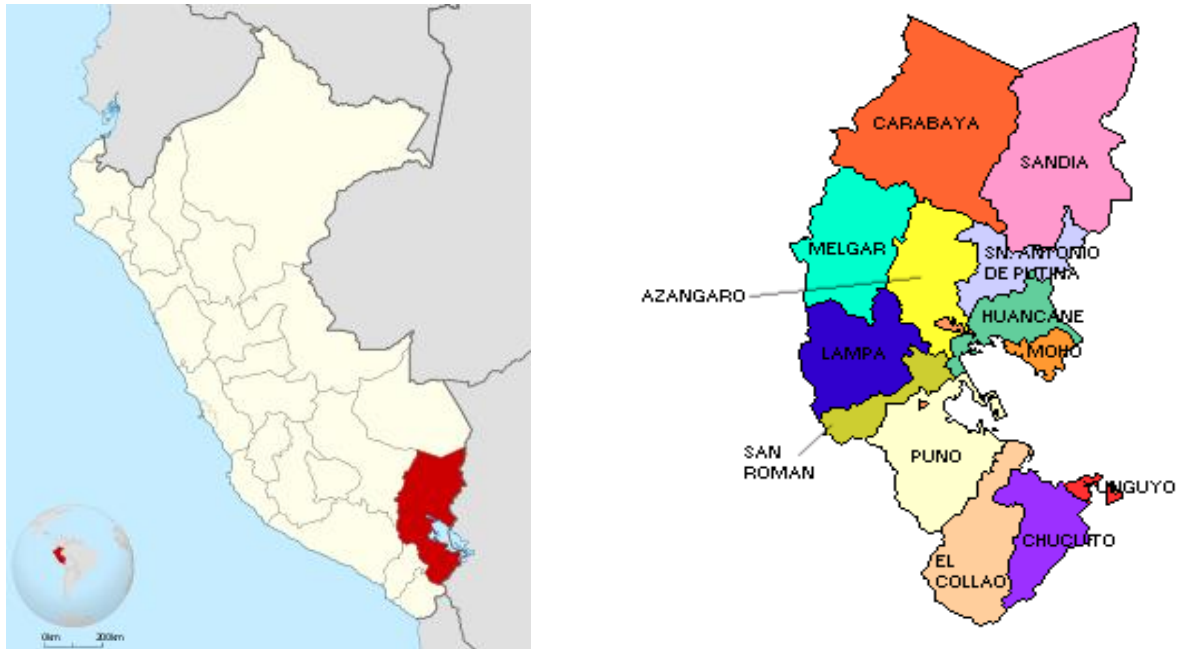 0km 200km
CARABAYA
SANDIA
MELGAR
SN. ANTONIO
DE PUTINA
AZANGARO
HUANCANE
LAMPA
MOHO
SAN
ROMAN
PUNO
YUNGUYO
CHUCUITO
EL
COLLAO